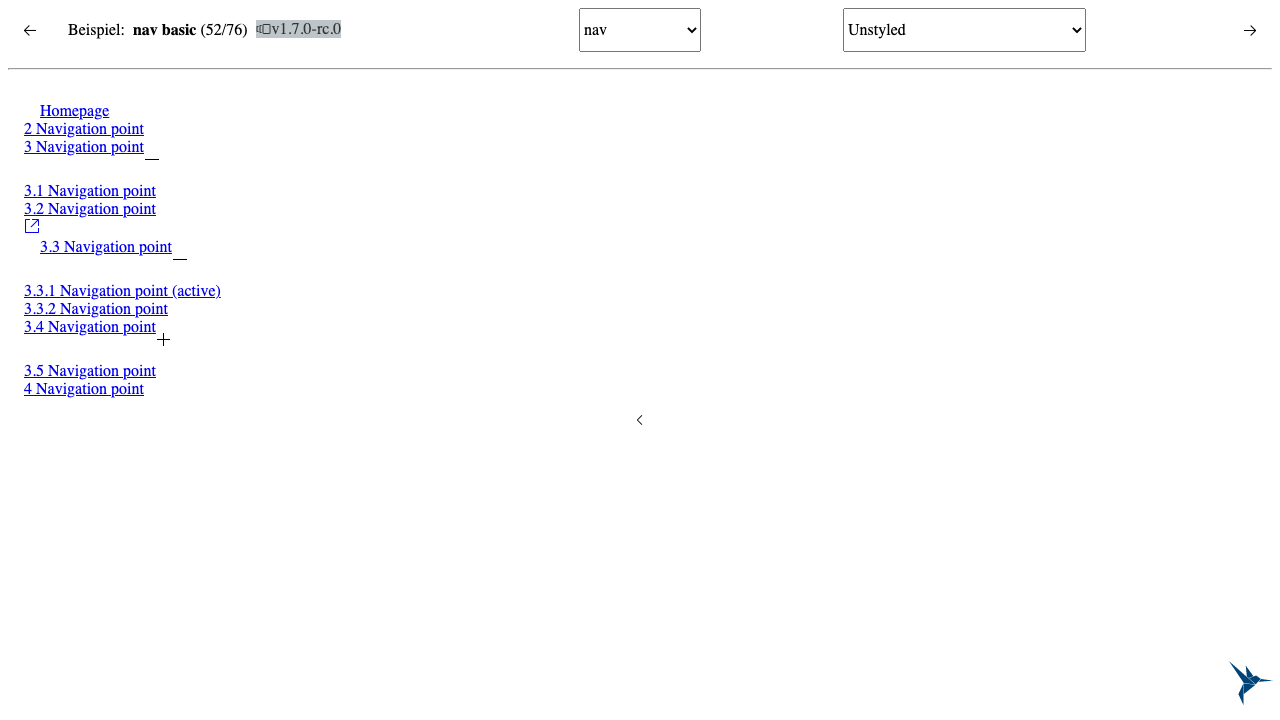 Beispiel: nav basic (52/76) v1.7.0-rc.0 nav Unstyled
Homepage
2 Navigation point
3 Navigation point
3.1 Navigation point
3.2 Navigation point
3.3 Navigation point
3.3.1 Navigation point (active)
3.3.2 Navigation point
3.4 Navigation point
3.5 Navigation point
4 Navigation point